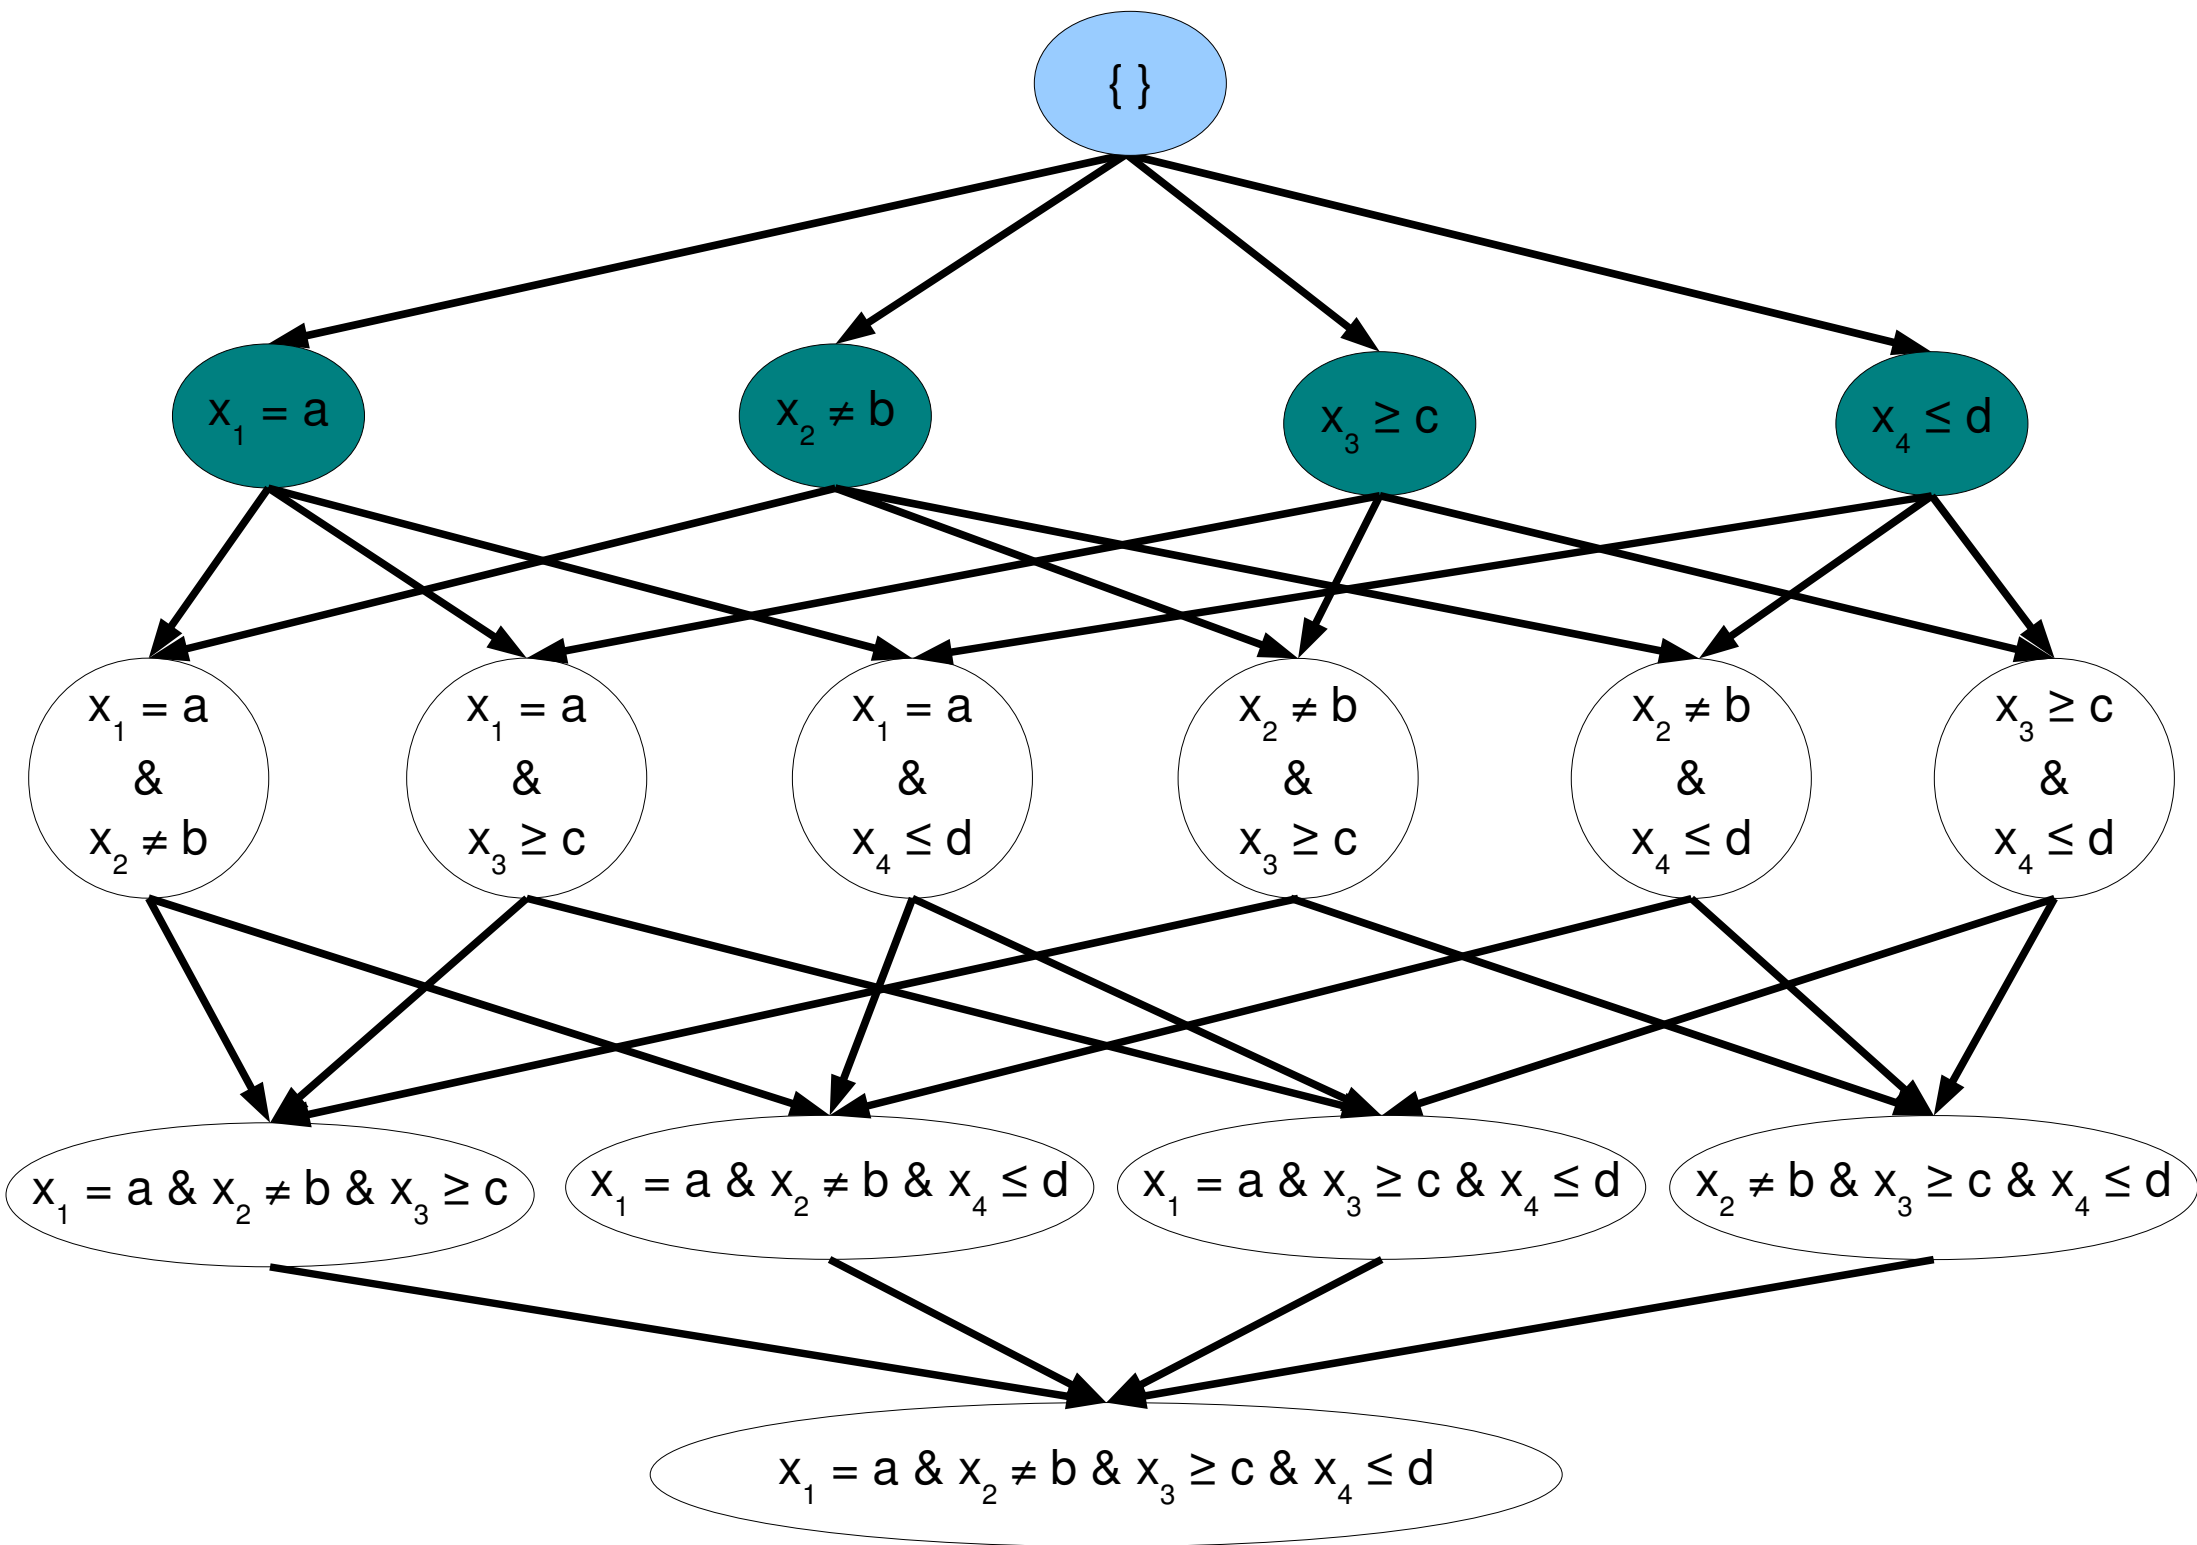 { }
x₁ = a
x₂ ≠ b
x₃ ≥ c
x₄ ≤ d
x₁ = a
&
x₂ ≠ b
x₁ = a
&
x₃ ≥ c
x₁ = a
&
x₄ ≤ d
x₂ ≠ b
&
x₃ ≥ c
x₂ ≠ b
&
x₄ ≤ d
x₃ ≥ c
&
x₄ ≤ d
x₁ = a & x₂ ≠ b & x₃ ≥ c
x₁ = a & x₂ ≠ b & x₄ ≤ d
x₁ = a & x₃ ≥ c & x₄ ≤ d
x₂ ≠ b & x₃ ≥ c & x₄ ≤ d
x₁ = a & x₂ ≠ b & x₃ ≥ c & x₄ ≤ d